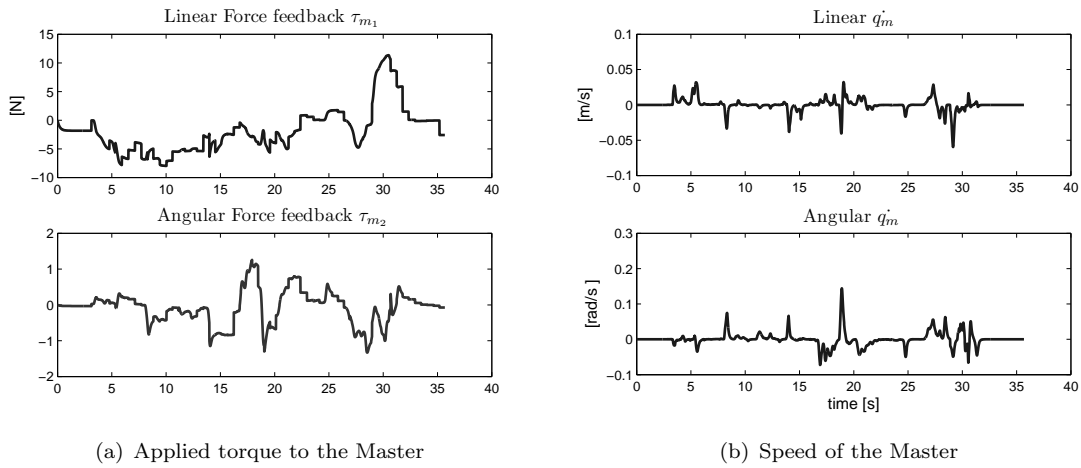 Linear Force feedback τm1
15
10
5
0
−5
−10
[N]
0 5 10 15 20 25 30 35 40
Angular Force feedback τm2
2
1
0
−1
−2
0 5 10 15 20 25 30 35 40
(a) Applied torque to the Master
Linear q̇m
0.1
0.05
0
−0.05
−0.1
[m/s]
0 5 10 15 20 25 30 35 40
Angular q̇m
0.3
0.2
0.1
0
−0.1
[rad/s ]
0 5 10 15 20 25 30 35 40
time [s]
(b) Speed of the Master